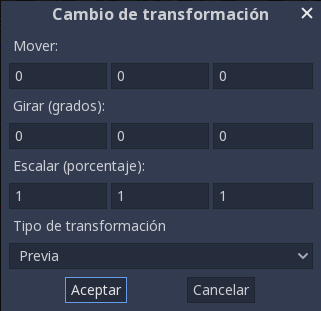 Cambio de transformación
Mover:
0 0 0
Girar (grados):
0 0 0
Escalar (porcentaje):
1 1 1
Tipo de transformación
Previa
Aceptar Cancelar